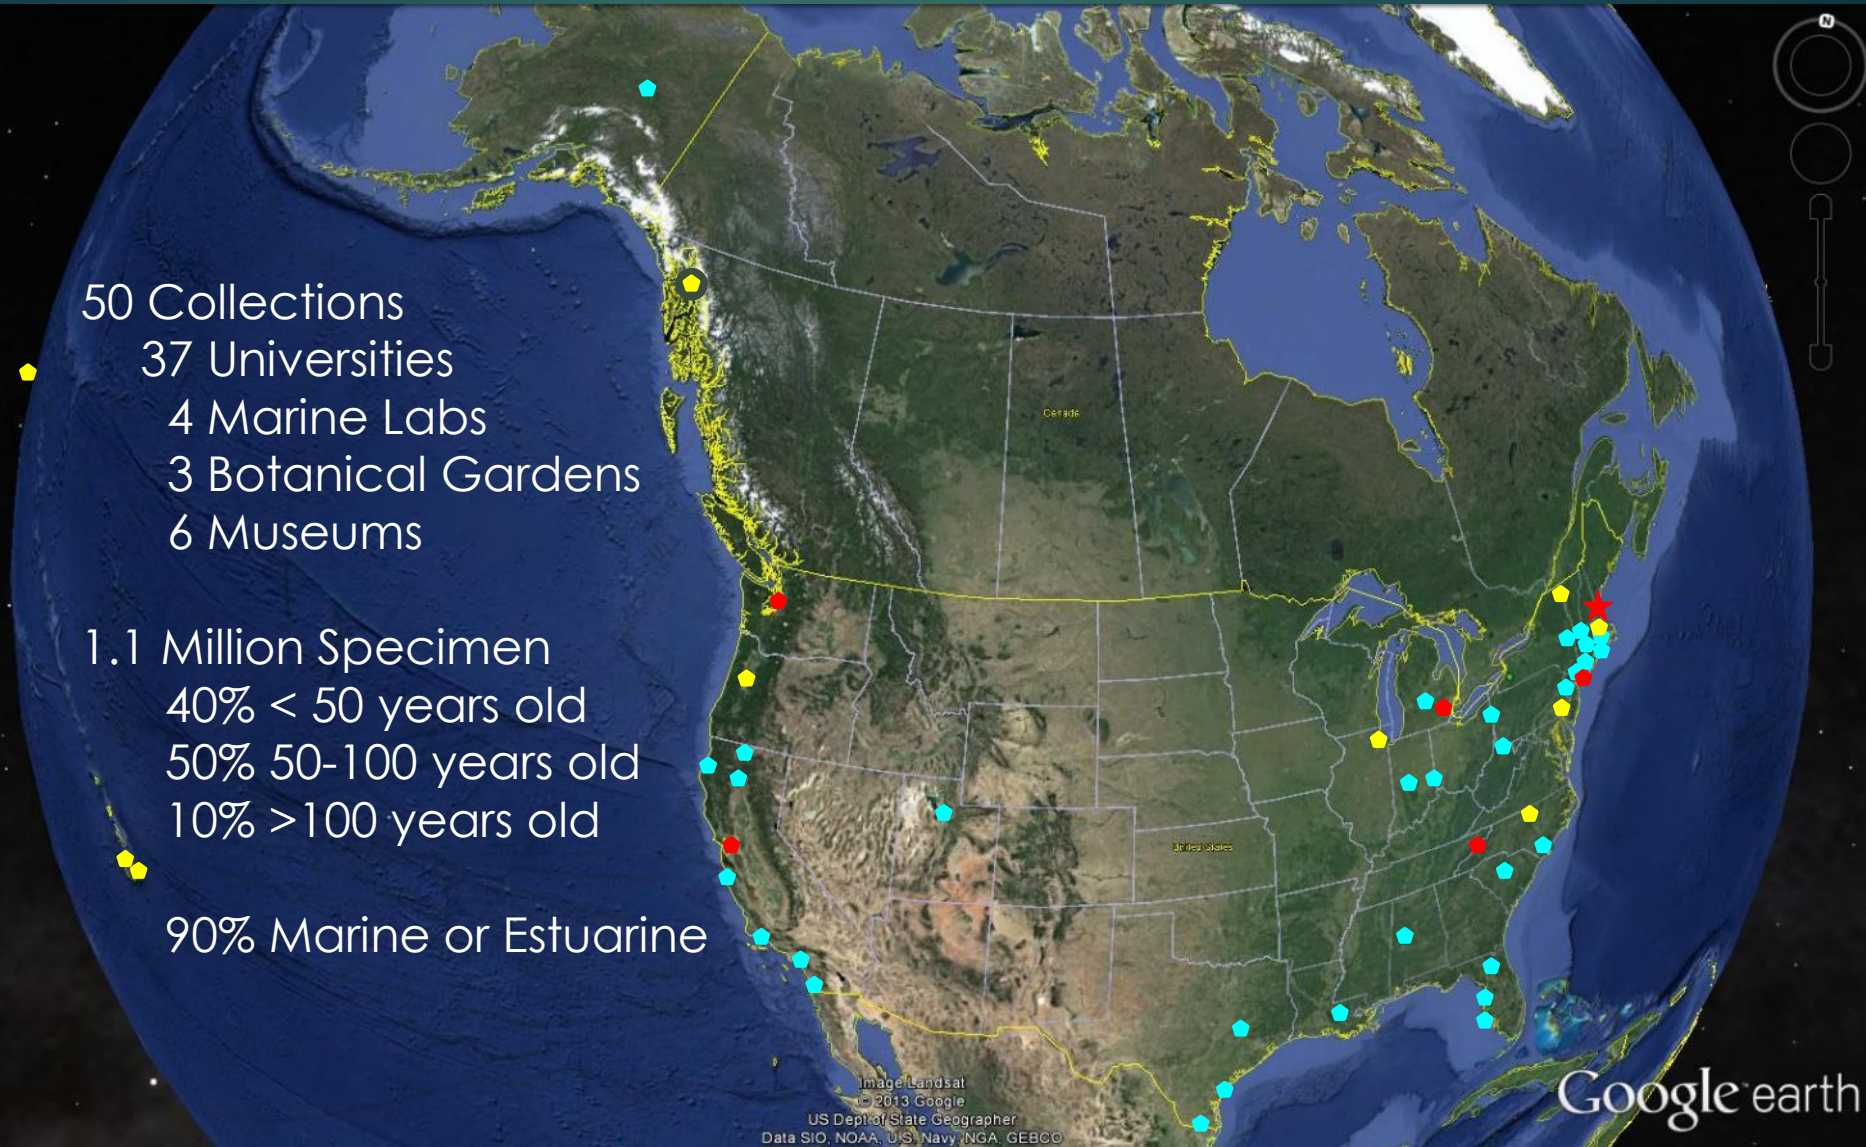 N
50 Collections
37 Universities
4 Marine Labs
3 Botanical Gardens
6 Museums
1.1 Million Specimen
40% < 50 years old
50% 50-100 years old
10% >100 years old
90% Marine or Estuarine
Canada
United States
Image Landsat
© 2013 Google
US Dept of State Geographer
Data SIO, NOAA, U.S. Navy, NGA, GEBCO
Google earth